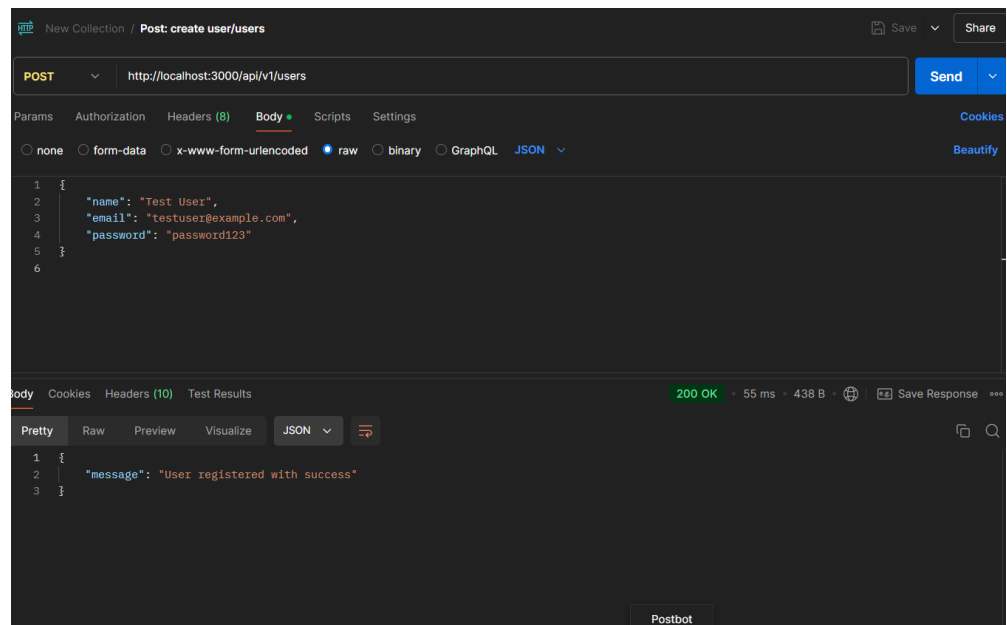 HTTP New Collection / Post: create user/users Save Share
POST http://localhost:3000/api/v1/users Send
Params Authorization Headers (8) Body Scripts Settings Cookies
none form-data x-www-form-urlencoded raw binary GraphQL JSON Beautify
1 {
2 "name": "Test User",
3 "email": "testuser@example.com",
4 "password": "password123"
5 }
6
Body Cookies Headers (10) Test Results 200 OK • 55 ms • 438 B e.g. Save Response
Pretty Raw Preview Visualize JSON
1 {
2 "message": "User registered with success"
3 }
Postbot